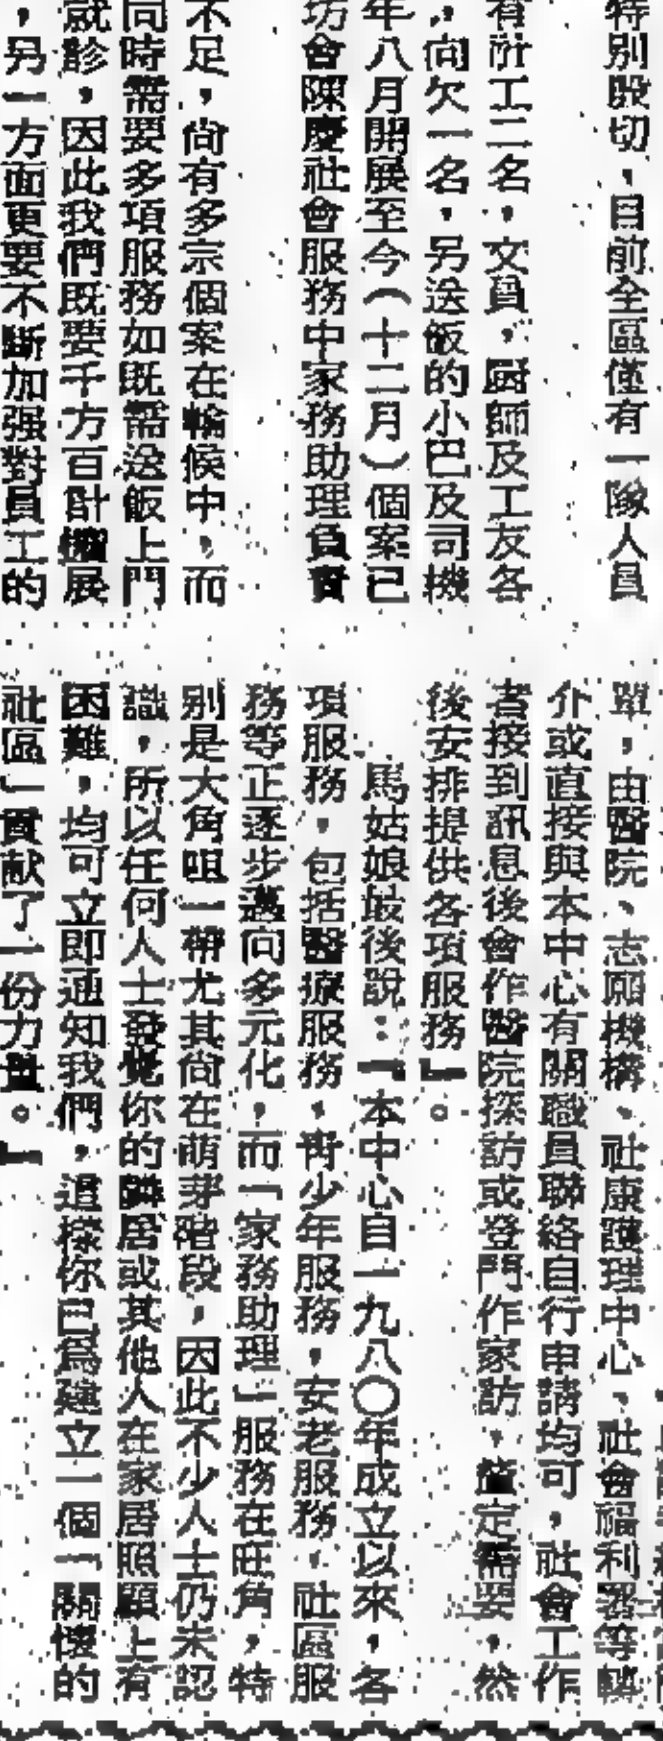 特別殷切，目前全區僅有一隊人員
有社工二名，文員，厨師及工友各
，尚欠一名，另送飯的小巴及司機
年八月開展至今（十二月）個案已
坊會陳慶社會服務中家務助理負責
不足，尚有多宗個案在輪候中，而
同時需要多項服務如既需送飯上門
就診，因此我們既要千方百計擴展
，另一方面更要不斷加强對員工的
單，由醫院、志願機構、社康護理中心、社會福利署等轉
介或直接與本中心有關職員聯絡自行申請均可，社會工作
者接到訊息後會作醫院探訪或登門作家訪，釐定需要，然
後安排提供各項服務」。
馬姑娘最後說：「本中心自一九八〇年成立以來，各
項服務，包括醫療服務，青少年服務，安老服務，社區服
務等正逐步邁向多元化，而「家務助理」服務在旺角，特
別是大角咀一帶尤其尚在萌芽階段，因此不少人士仍未認
識，所以任何人士發覺你的隣居或其他人在家居照顧上有
困難，均可立即通知我們，這樣你已爲建立一個「關懷的
社區」貢献了一份力量。」